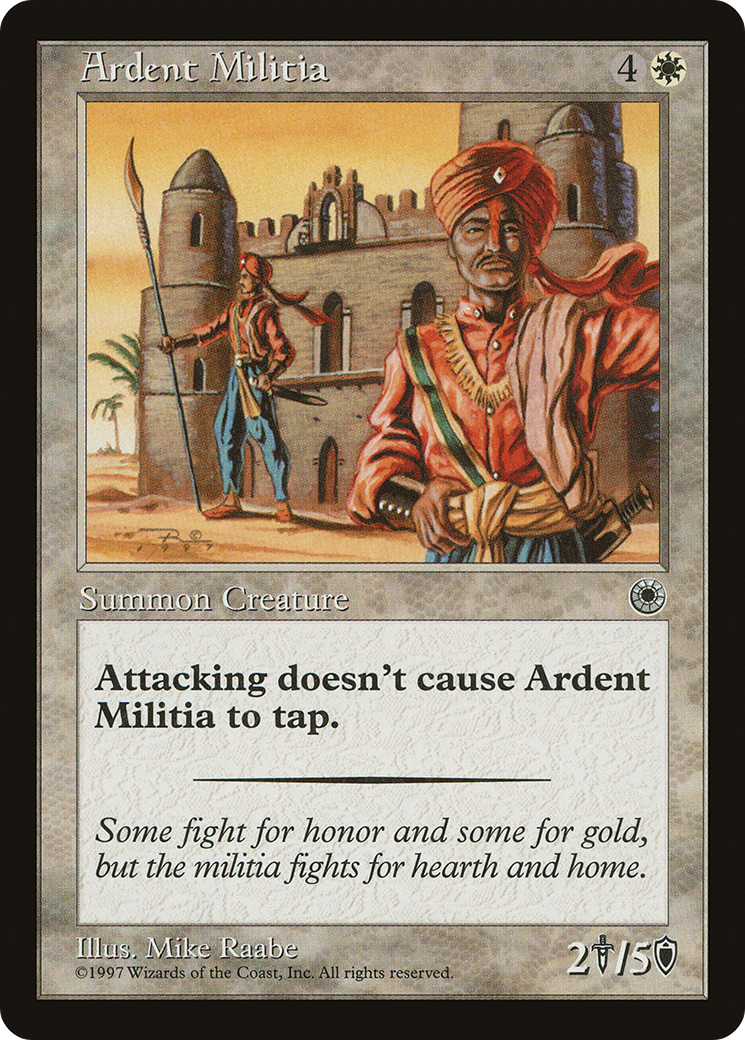 Ardent Militia 4
1997
Summon Creature
Attacking doesn't cause Ardent
Militia to tap.
Some fight for honor and some for gold,
but the militia fights for hearth and home.
Illus. Mike Raabe
©1997 Wizards of the Coast, Inc. All rights reserved.
2/5